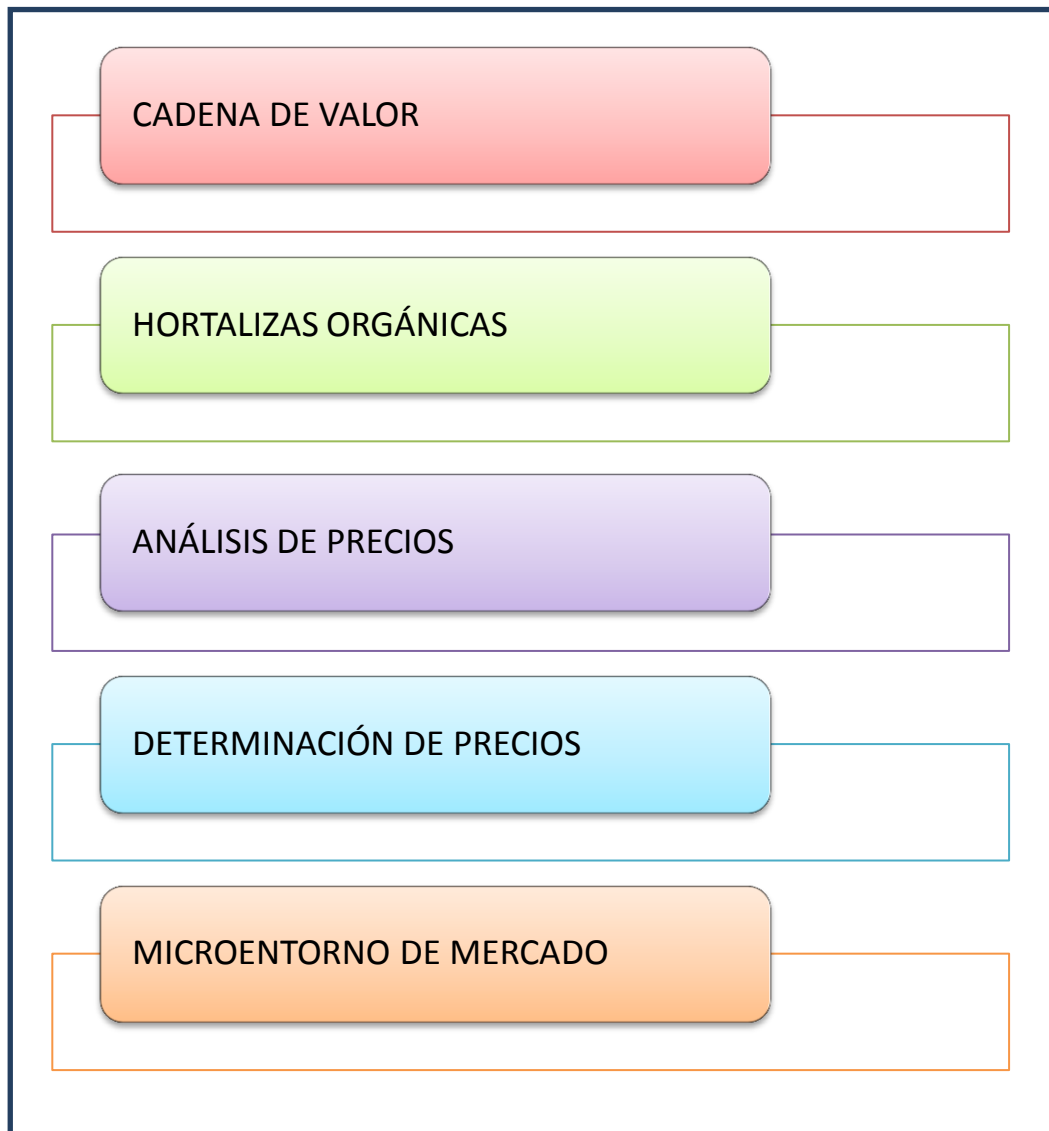 CADENA DE VALOR
HORTALIZAS ORGÁNICAS
ANÁLISIS DE PRECIOS
DETERMINACIÓN DE PRECIOS
MICROENTORNO DE MERCADO